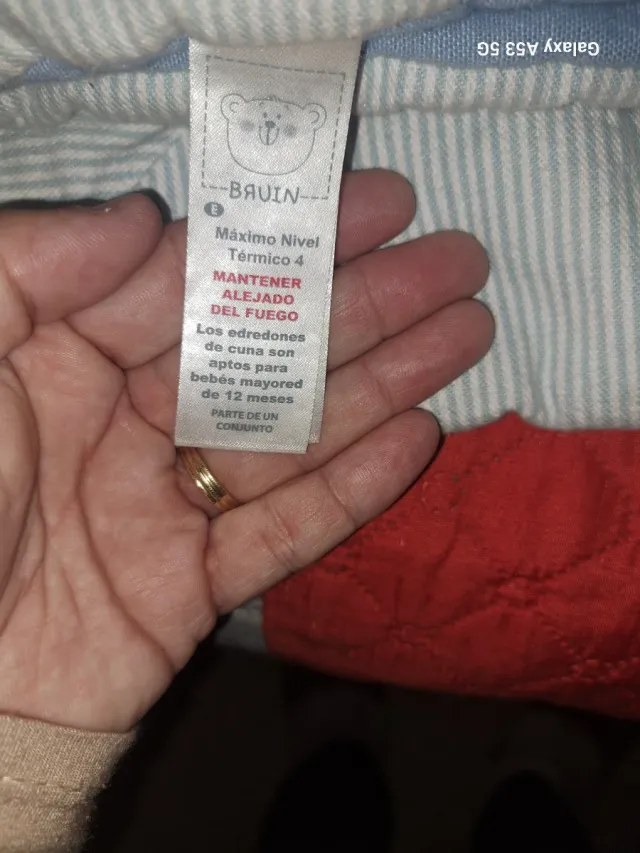 Galaxy A53 5G
BRUIN
E
Máximo Nivel
Térmico 4
MANTENER
ALEJADO
DEL FUEGO
Los edredones
de cuna son
aptos para
bebés mayored
de 12 meses
PARTE DE UN
CONJUNTO